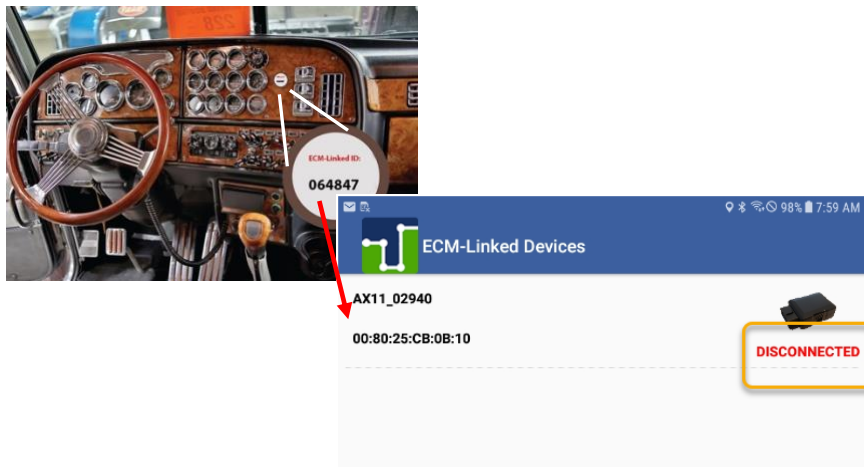 228
ECM-Linked ID:
064847
98% 7:59 AM
ECM-Linked Devices
AX11_02940
00:80:25:CB:0B:10
DISCONNECTED